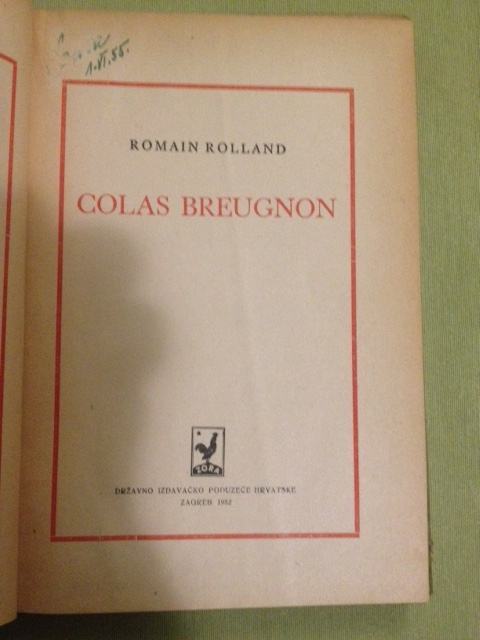 1.VI.55.
ROMAIN ROLLAND
COLAS BREUGNON
ZORA
DRŽAVNO IZDAVAČKO PODUZEĆE HRVATSKE
ZAGREB 1952